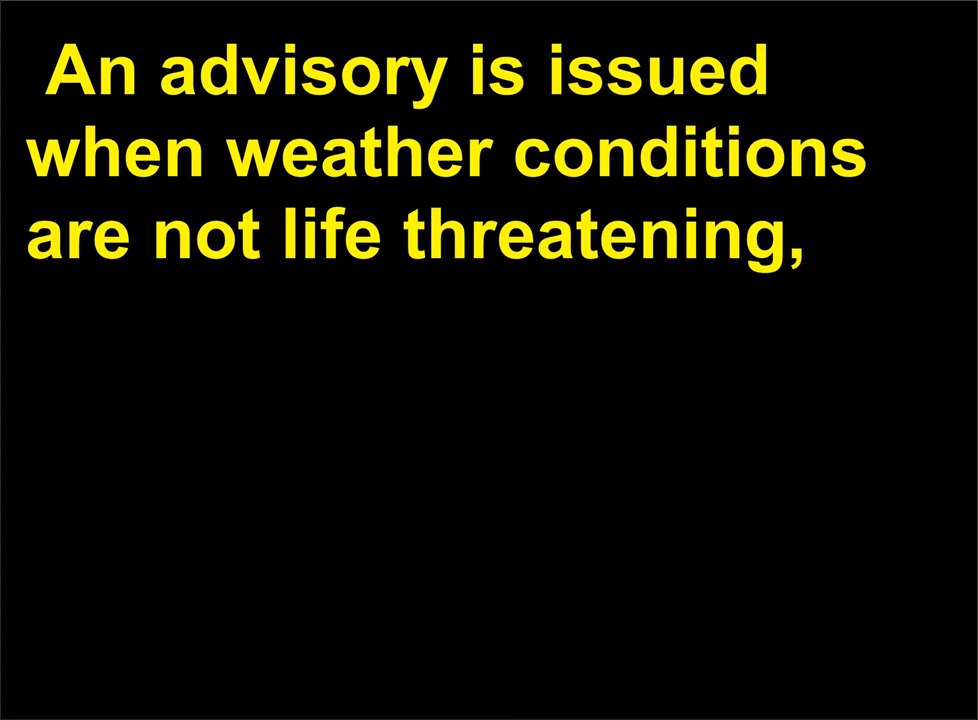 An advisory is issued
when weather conditions
are not life threatening,